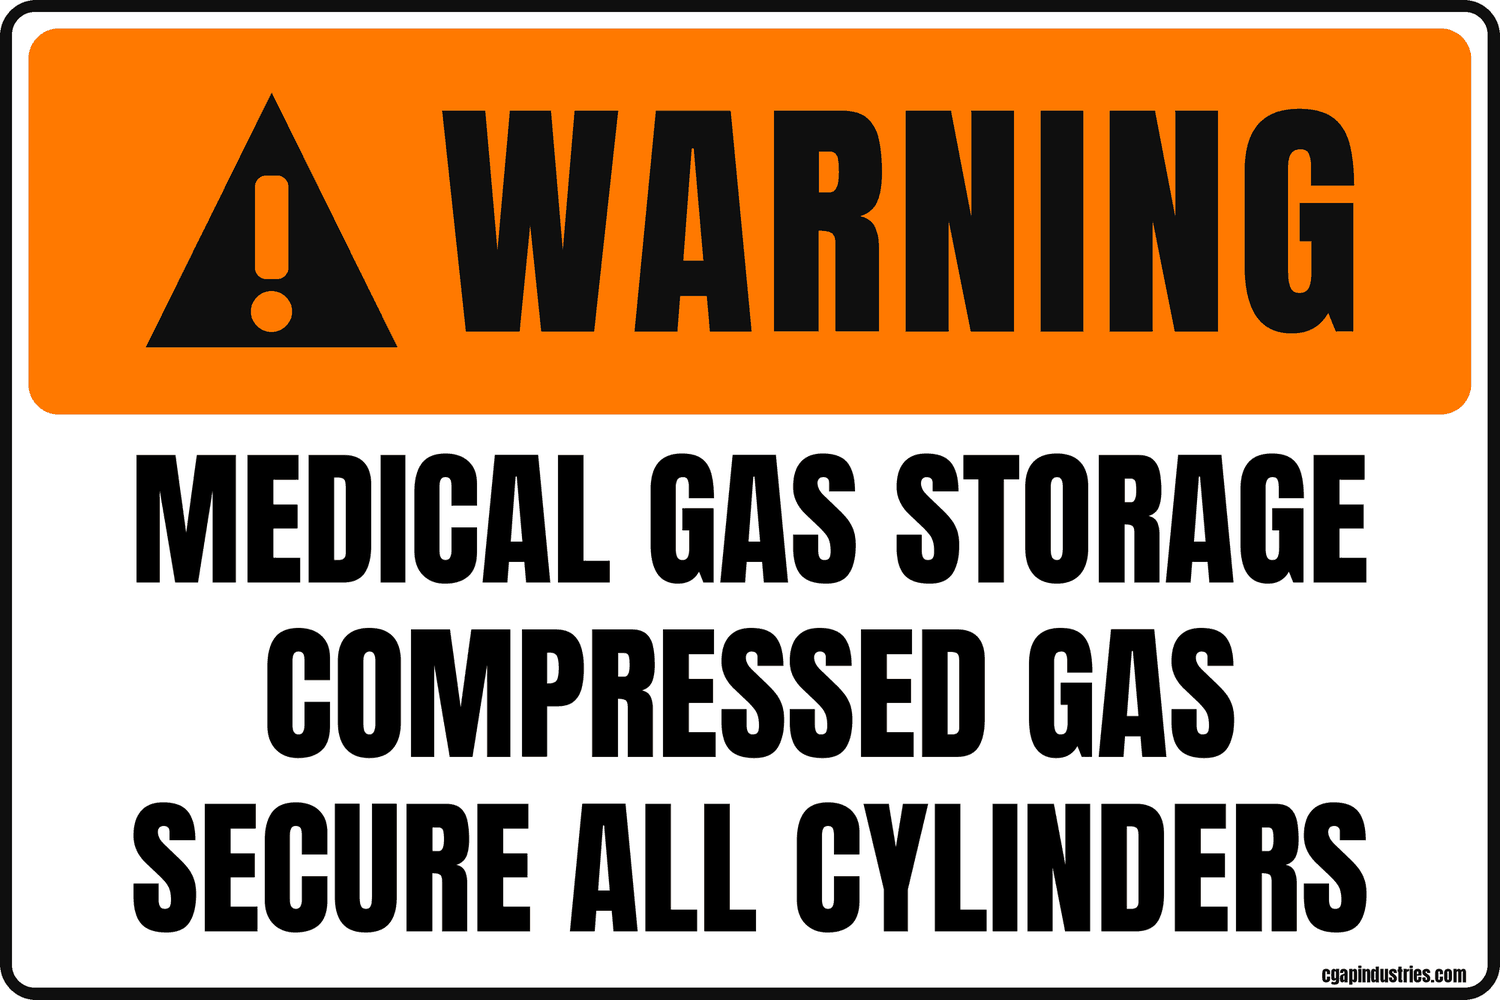 WARNING
MEDICAL GAS STORAGE
COMPRESSED GAS
SECURE ALL CYLINDERS
cgapindustries.com